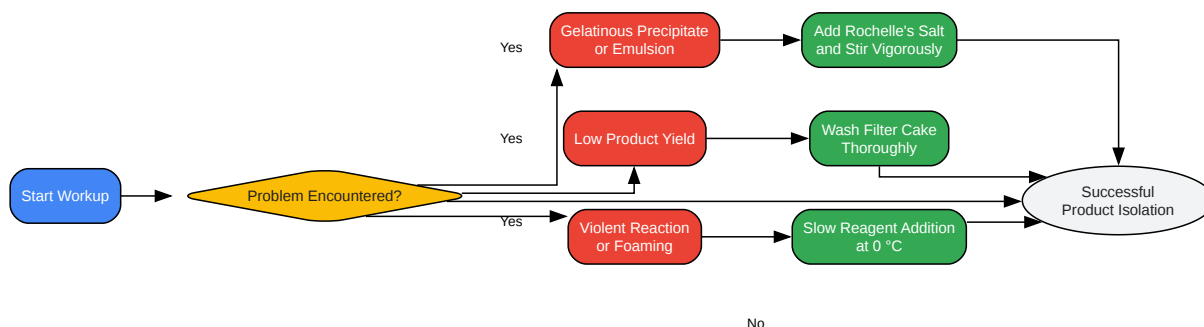 Gelatinous Precipitate
or Emulsion
Add Rochelle's Salt
and Stir Vigorously
Yes
Low Product Yield
Wash Filter Cake
Thoroughly
Yes
Start Workup
Problem Encountered?
Successful
Product Isolation
Yes
Violent Reaction
or Foaming
Slow Reagent Addition
at 0 °C
No